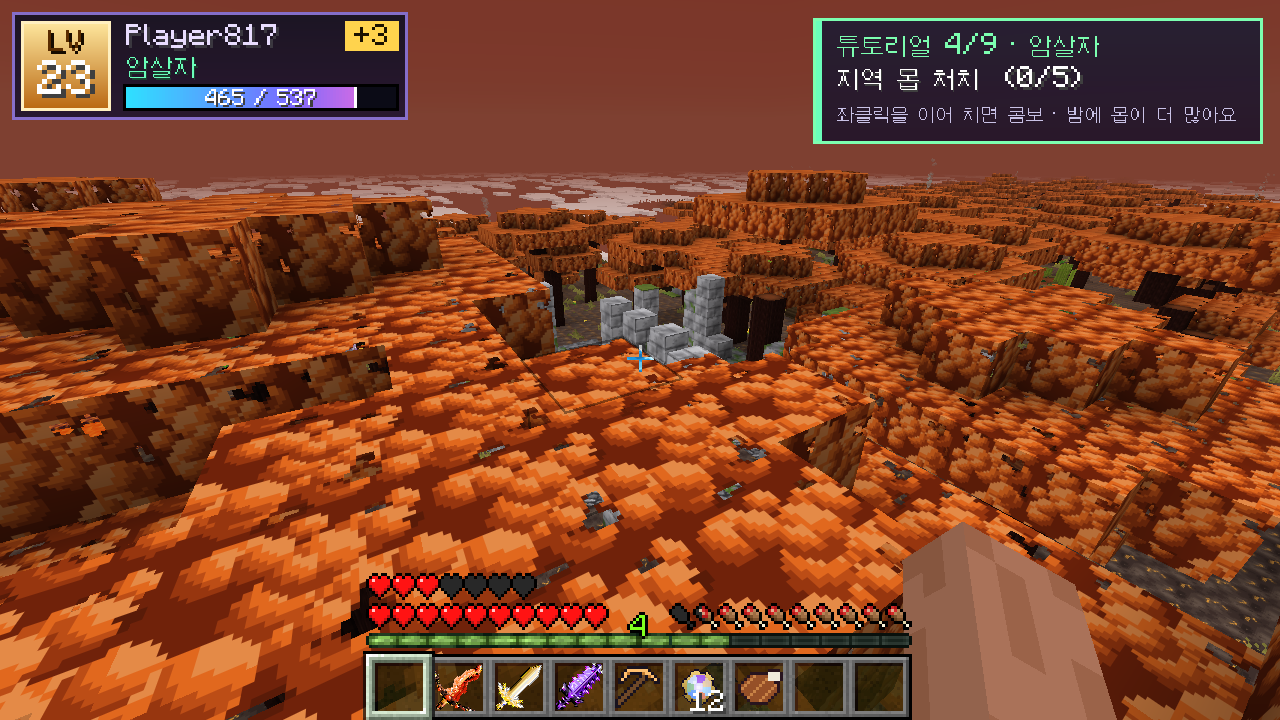 LV
23
Player817
+3
암살자
465 / 537
튜토리얼 4/9 · 암살자
지역 몹 처치 (0/5)
좌클릭을 이어 치면 콤보 · 밤에 몹이 더 많아요
4
12